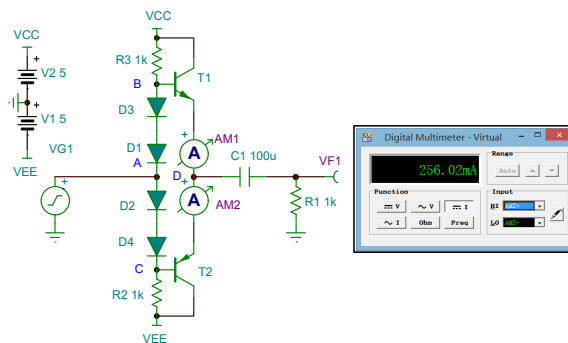 VCC
VCC
R3 1k
T1
B
V2 5
D3
V1 5
VG1
D1
A
AM1
A
C1 100u
VF1
VEE
D
D2
A
AM2
R1 1k
D4
C
T2
R2 1k
VEE
Digital Multimeter - Virtual
256.02mA
Range
Auto
Function
V
V
I
I
Ohm
Freq
Input
HI AM2+
LO AM2-